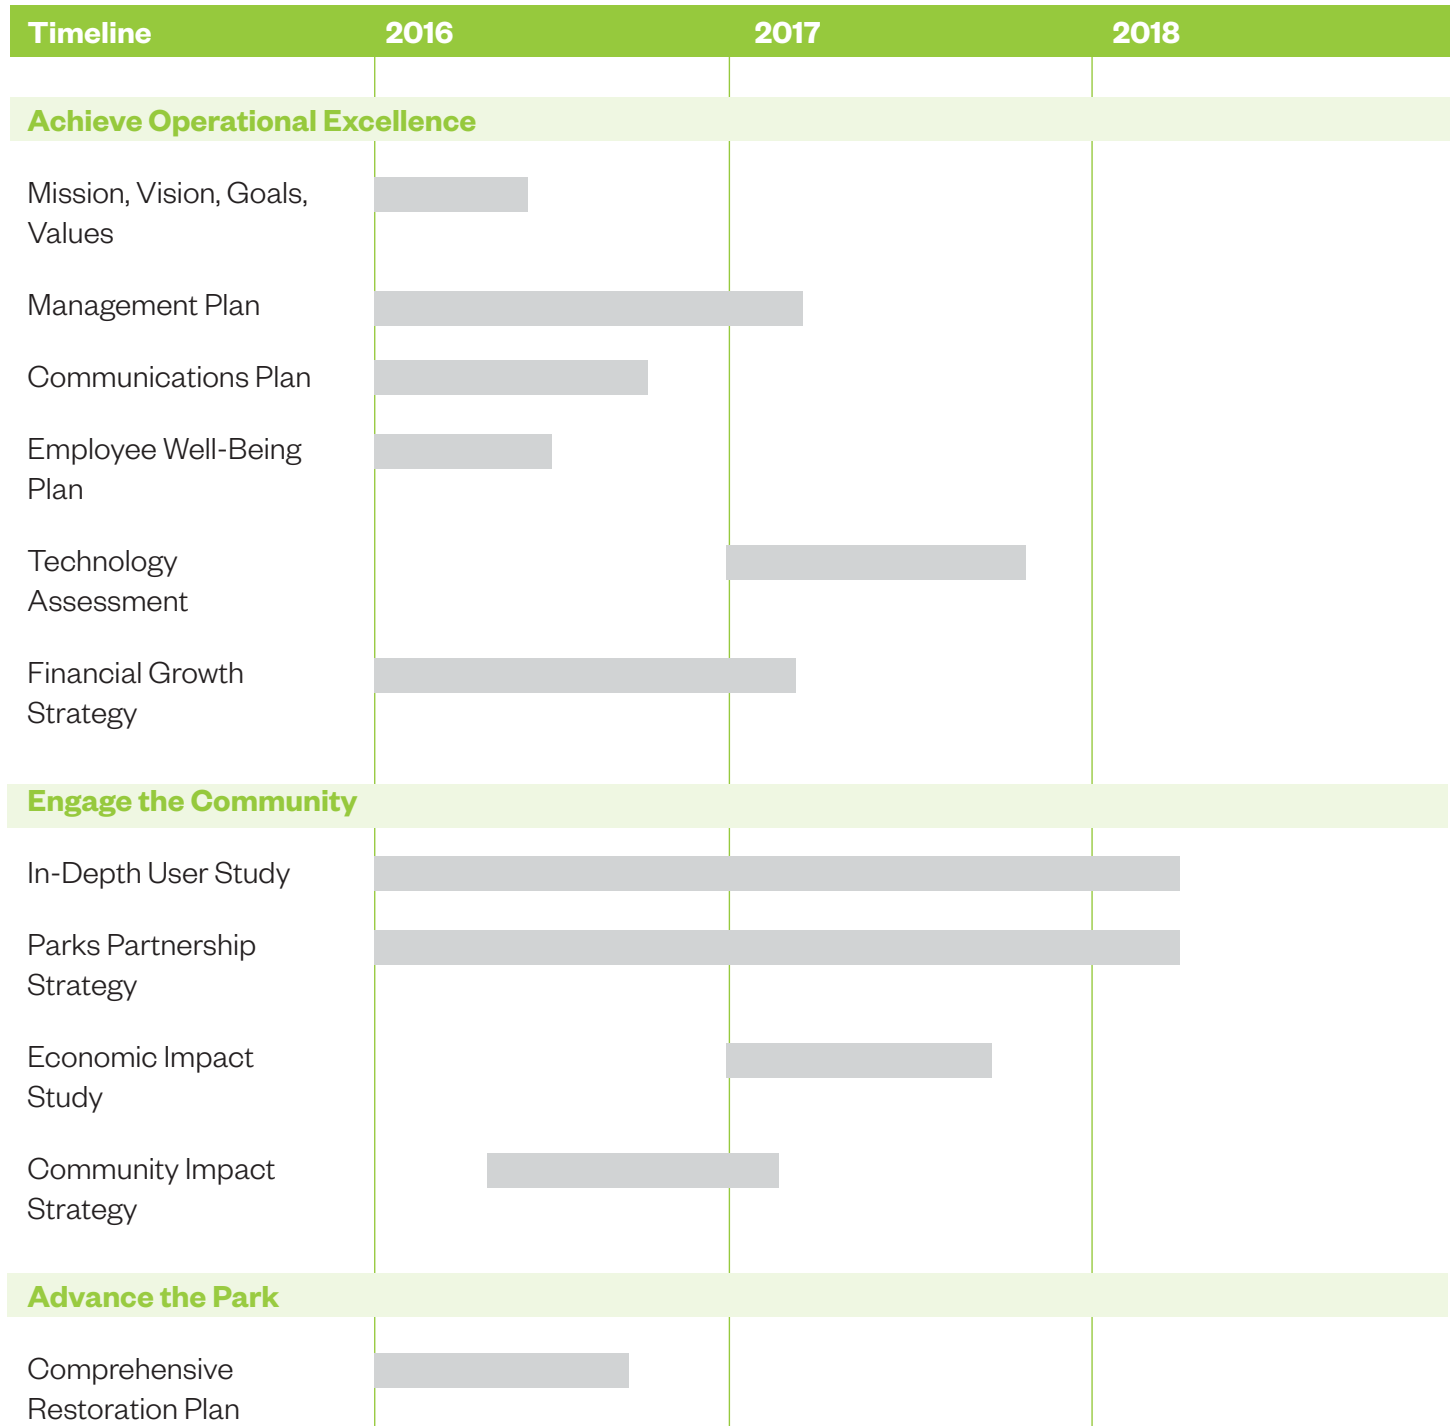 Timeline 2016 2017 2018
Achieve Operational Excellence
Mission, Vision, Goals,
Values
Management Plan
Communications Plan
Employee Well-Being
Plan
Technology
Assessment
Financial Growth
Strategy
Engage the Community
In-Depth User Study
Parks Partnership
Strategy
Economic Impact
Study
Community Impact
Strategy
Advance the Park
Comprehensive
Restoration Plan